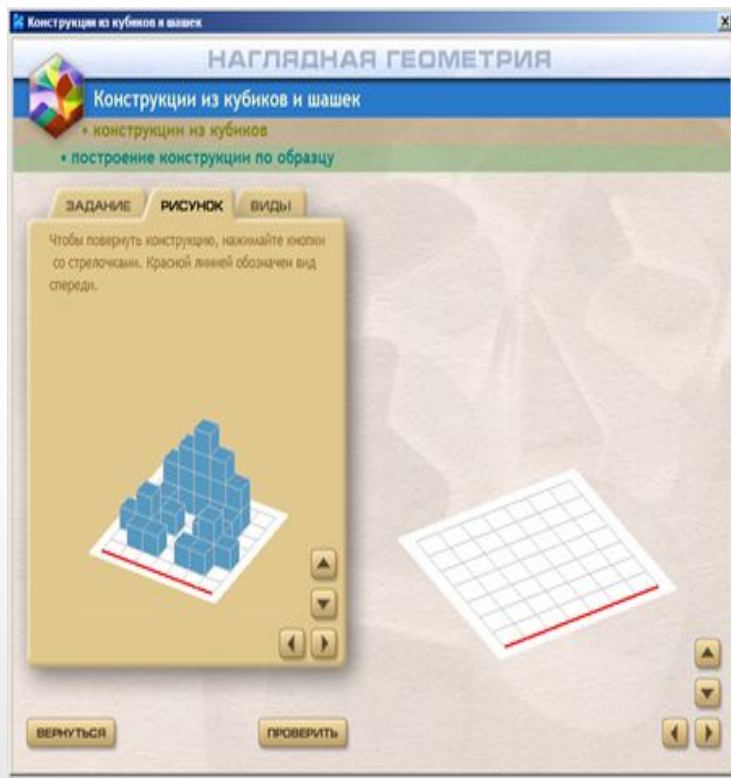 Конструкции из кубиков и шашек
НАГЛЯДНАЯ ГЕОМЕТРИЯ
Конструкции из кубиков и шашек
• конструкции из кубиков
• построение конструкции по образцу
ЗАДАНИЕ РИСУНОК ВИДЫ
Чтобы повернуть конструкцию, нажимайте кнопки
со стрелочками. Красной линией обозначен вид
спереди.
ВЕРНУТЬСЯ ПРОВЕРИТЬ